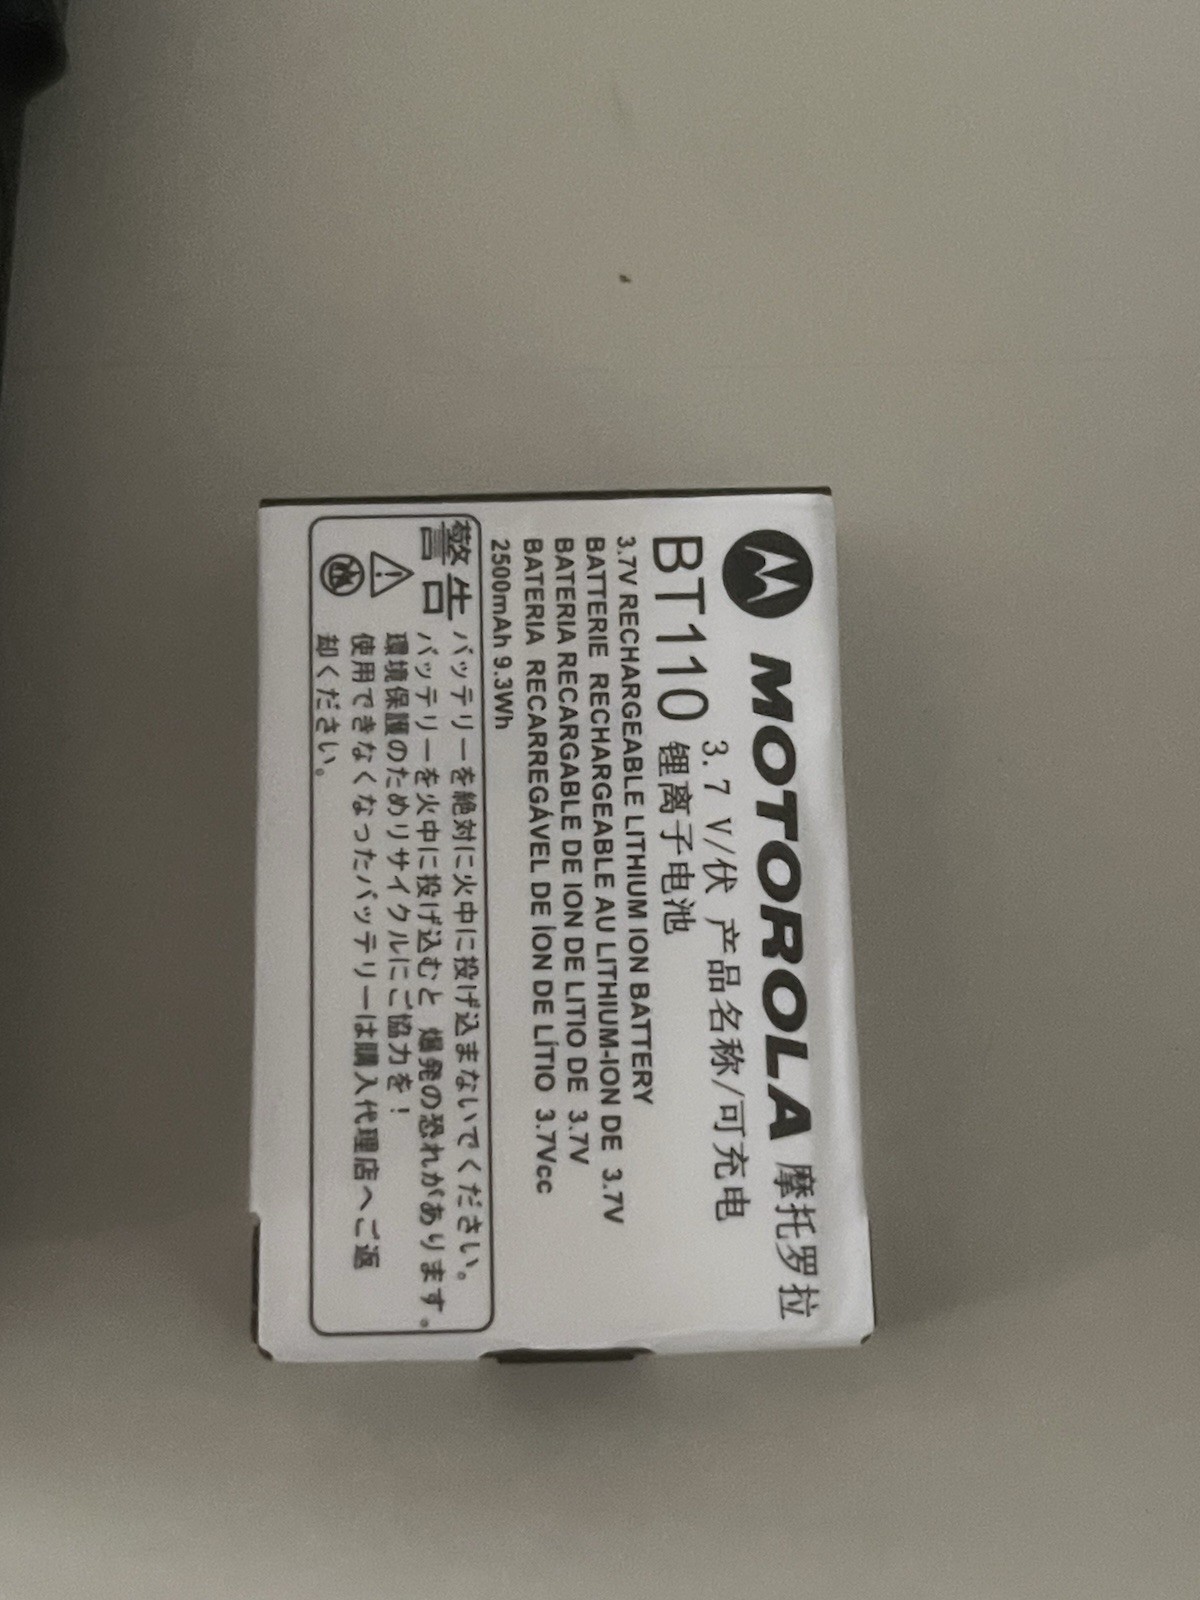 MOTOROLA 摩托罗拉
BT110 3.7 V/伏 产品名称/可充电
锂离子电池
3.7V RECHARGEABLE LITHIUM ION BATTERY
BATTERIE RECHARGEABLE AU LITHIUM-ION DE 3.7V
BATERIA RECARGABLE DE ION DE LITIO DE 3.7V
BATERIA RECARREGÁVEL DE ÍON DE LÍTIO 3.7Vcc
2500mAh 9.3Wh
警告
バッテリーを絶対に火中に投げ込まないでください。
バッテリーを火中に投げ込むと 爆発の恐れがあります。
環境保護のためリサイクルにご協力を!
使用できなくなったバッテリーは購入代理店へご返
却ください。